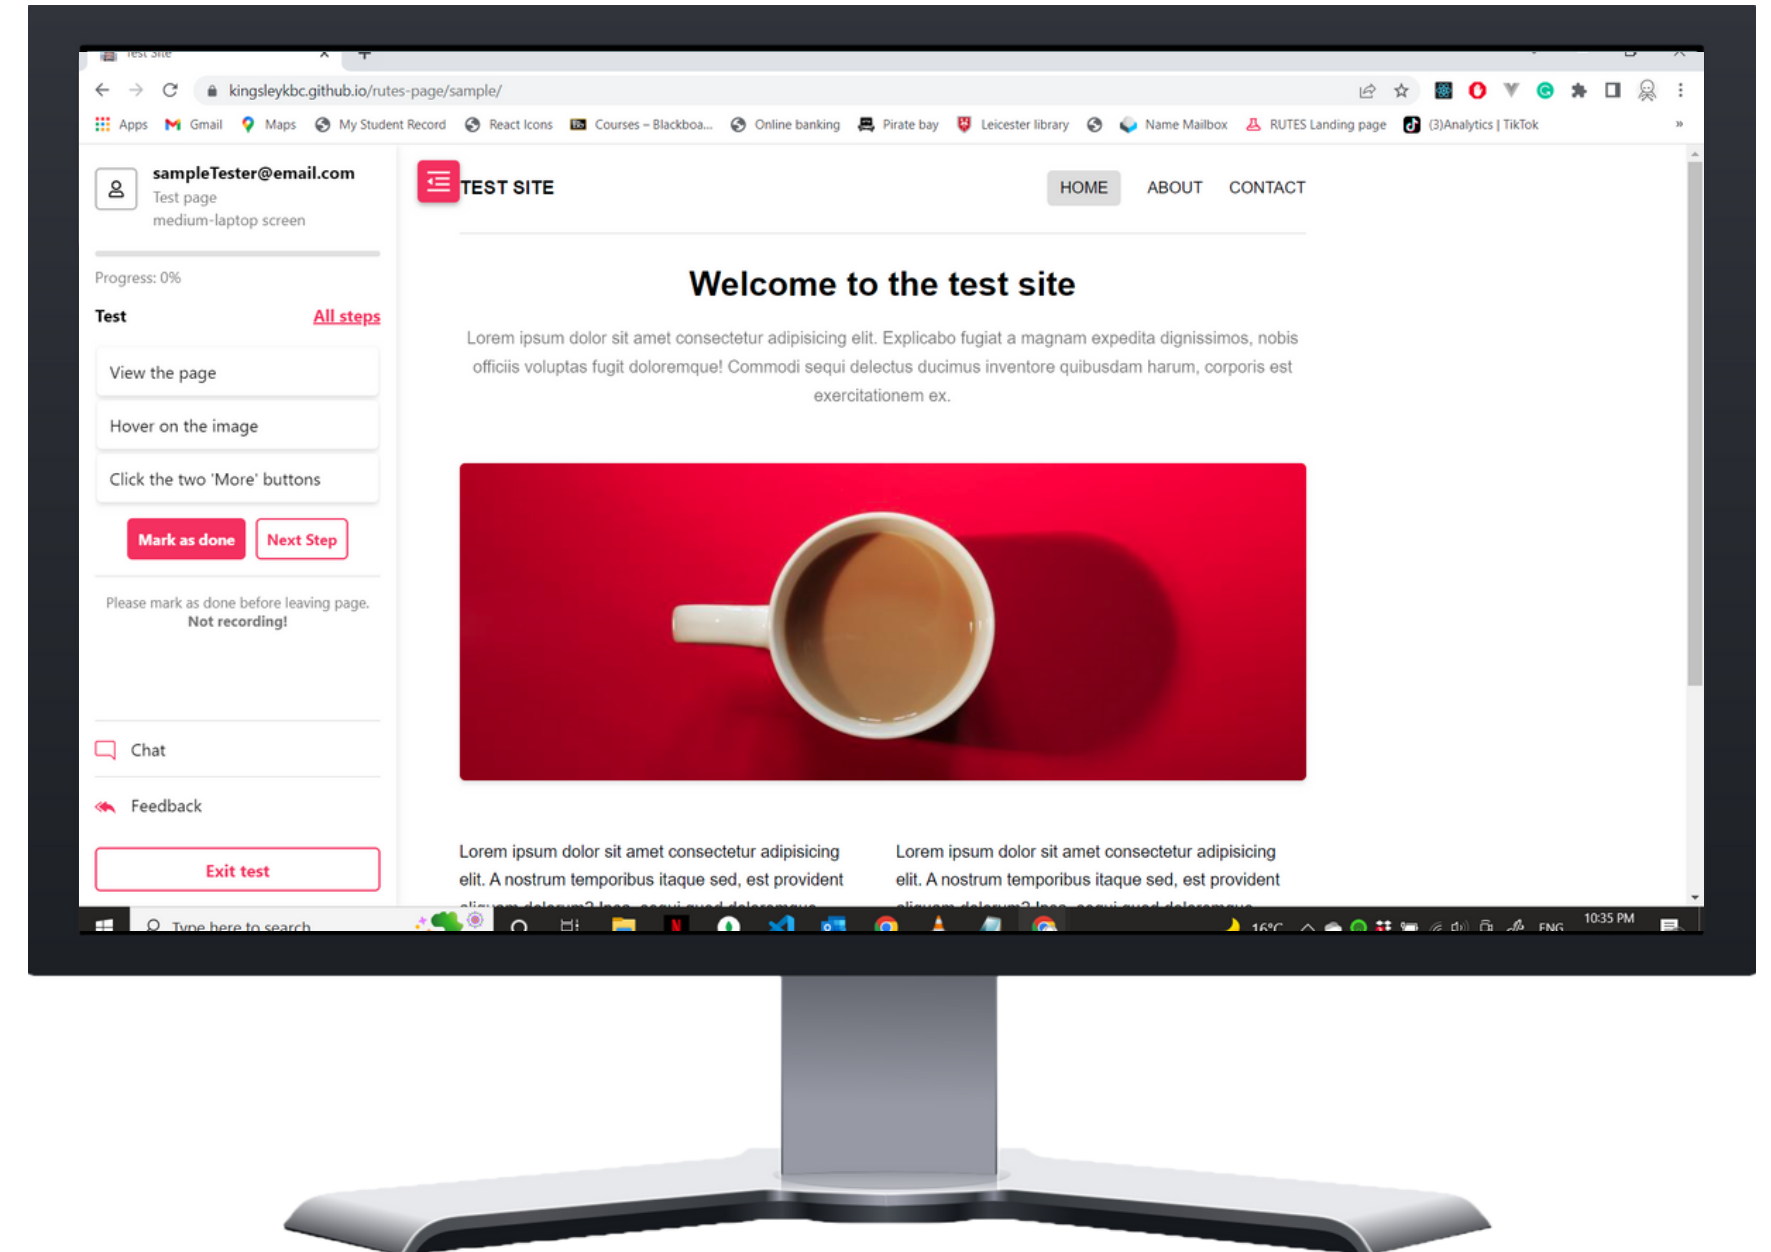 Test Site
kingsleykbc.github.io/rutes-page/sample/
Apps Gmail Maps My Student Record React Icons Courses – Blackboa... Online banking Pirate bay Leicester library Name Mailbox RUTES Landing page (3)Analytics | TikTok »
sampleTester@email.com
Test page
medium-laptop screen
Progress: 0%
Test All steps
View the page
Hover on the image
Click the two 'More' buttons
Mark as done Next Step
Please mark as done before leaving page.
Not recording!
Chat
Feedback
Exit test
TEST SITE HOME ABOUT CONTACT
Welcome to the test site
Lorem ipsum dolor sit amet consectetur adipisicing elit. Explicabo fugiat a magnam expedita dignissimos, nobis
officiis voluptas fugit doloremque! Commodi sequi delectus ducimus inventore quibusdam harum, corporis est
exercitationem ex.
Lorem ipsum dolor sit amet consectetur adipisicing
elit. A nostrum temporibus itaque sed, est provident
Lorem ipsum dolor sit amet consectetur adipisicing
elit. A nostrum temporibus itaque sed, est provident
Type here to search 16°C ENG 10:35 PM